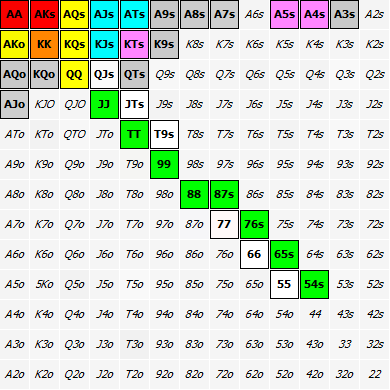 AA AKs AQs AJs ATs A9s A8s A7s A6s A5s A4s A3s A2s
AKo KK KQs KJs KTs K9s K8s K7s K6s K5s K4s K3s K2s
AQo KQo QQ QJs QTs Q9s Q8s Q7s Q6s Q5s Q4s Q3s Q2s
AJo KJO QJO JJ JTs J9s J8s J7s J6s J5s J4s J3s J2s
ATo KTo QTO JTo TT T9s T8s T7s T6s T5s T4s T3s T2s
A9o K9o Q9o J9o T9o 99 98s 97s 96s 95s 94s 93s 92s
A8o K8o Q8o J8o T8o 98o 88 87s 86s 85s 84s 83s 82s
A7o K7o Q7o J7o T7o 97o 87o 77 76s 75s 74s 73s 72s
A6o K6o Q6o J6o T6o 96o 86o 76o 66 65s 64s 63s 62s
A5o 5Ko Q5o J5o T5o 95o 85o 75o 65o 55 54s 53s 52s
A4o K4o Q4o J4o T4o 94o 84o 74o 64o 54o 44 43s 42s
A3o K3o Q3o J3o T3o 93o 83o 73o 63o 53o 43o 33 32s
A2o K2o Q2o J2o T2o 92o 82o 72o 62o 52o 42o 32o 22